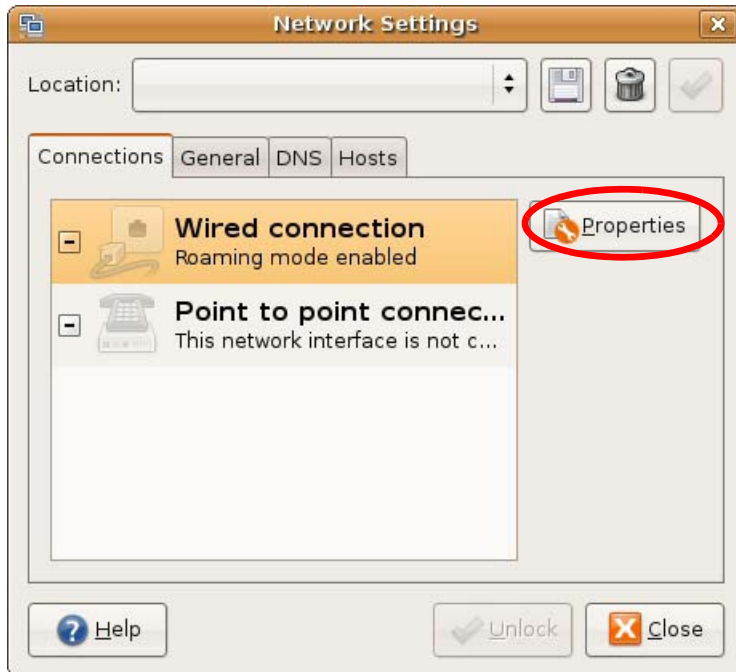 Network Settings
Location:
Connections General DNS Hosts
Wired connection
Roaming mode enabled
Properties
Point to point connec...
This network interface is not c...
Help Unlock Close